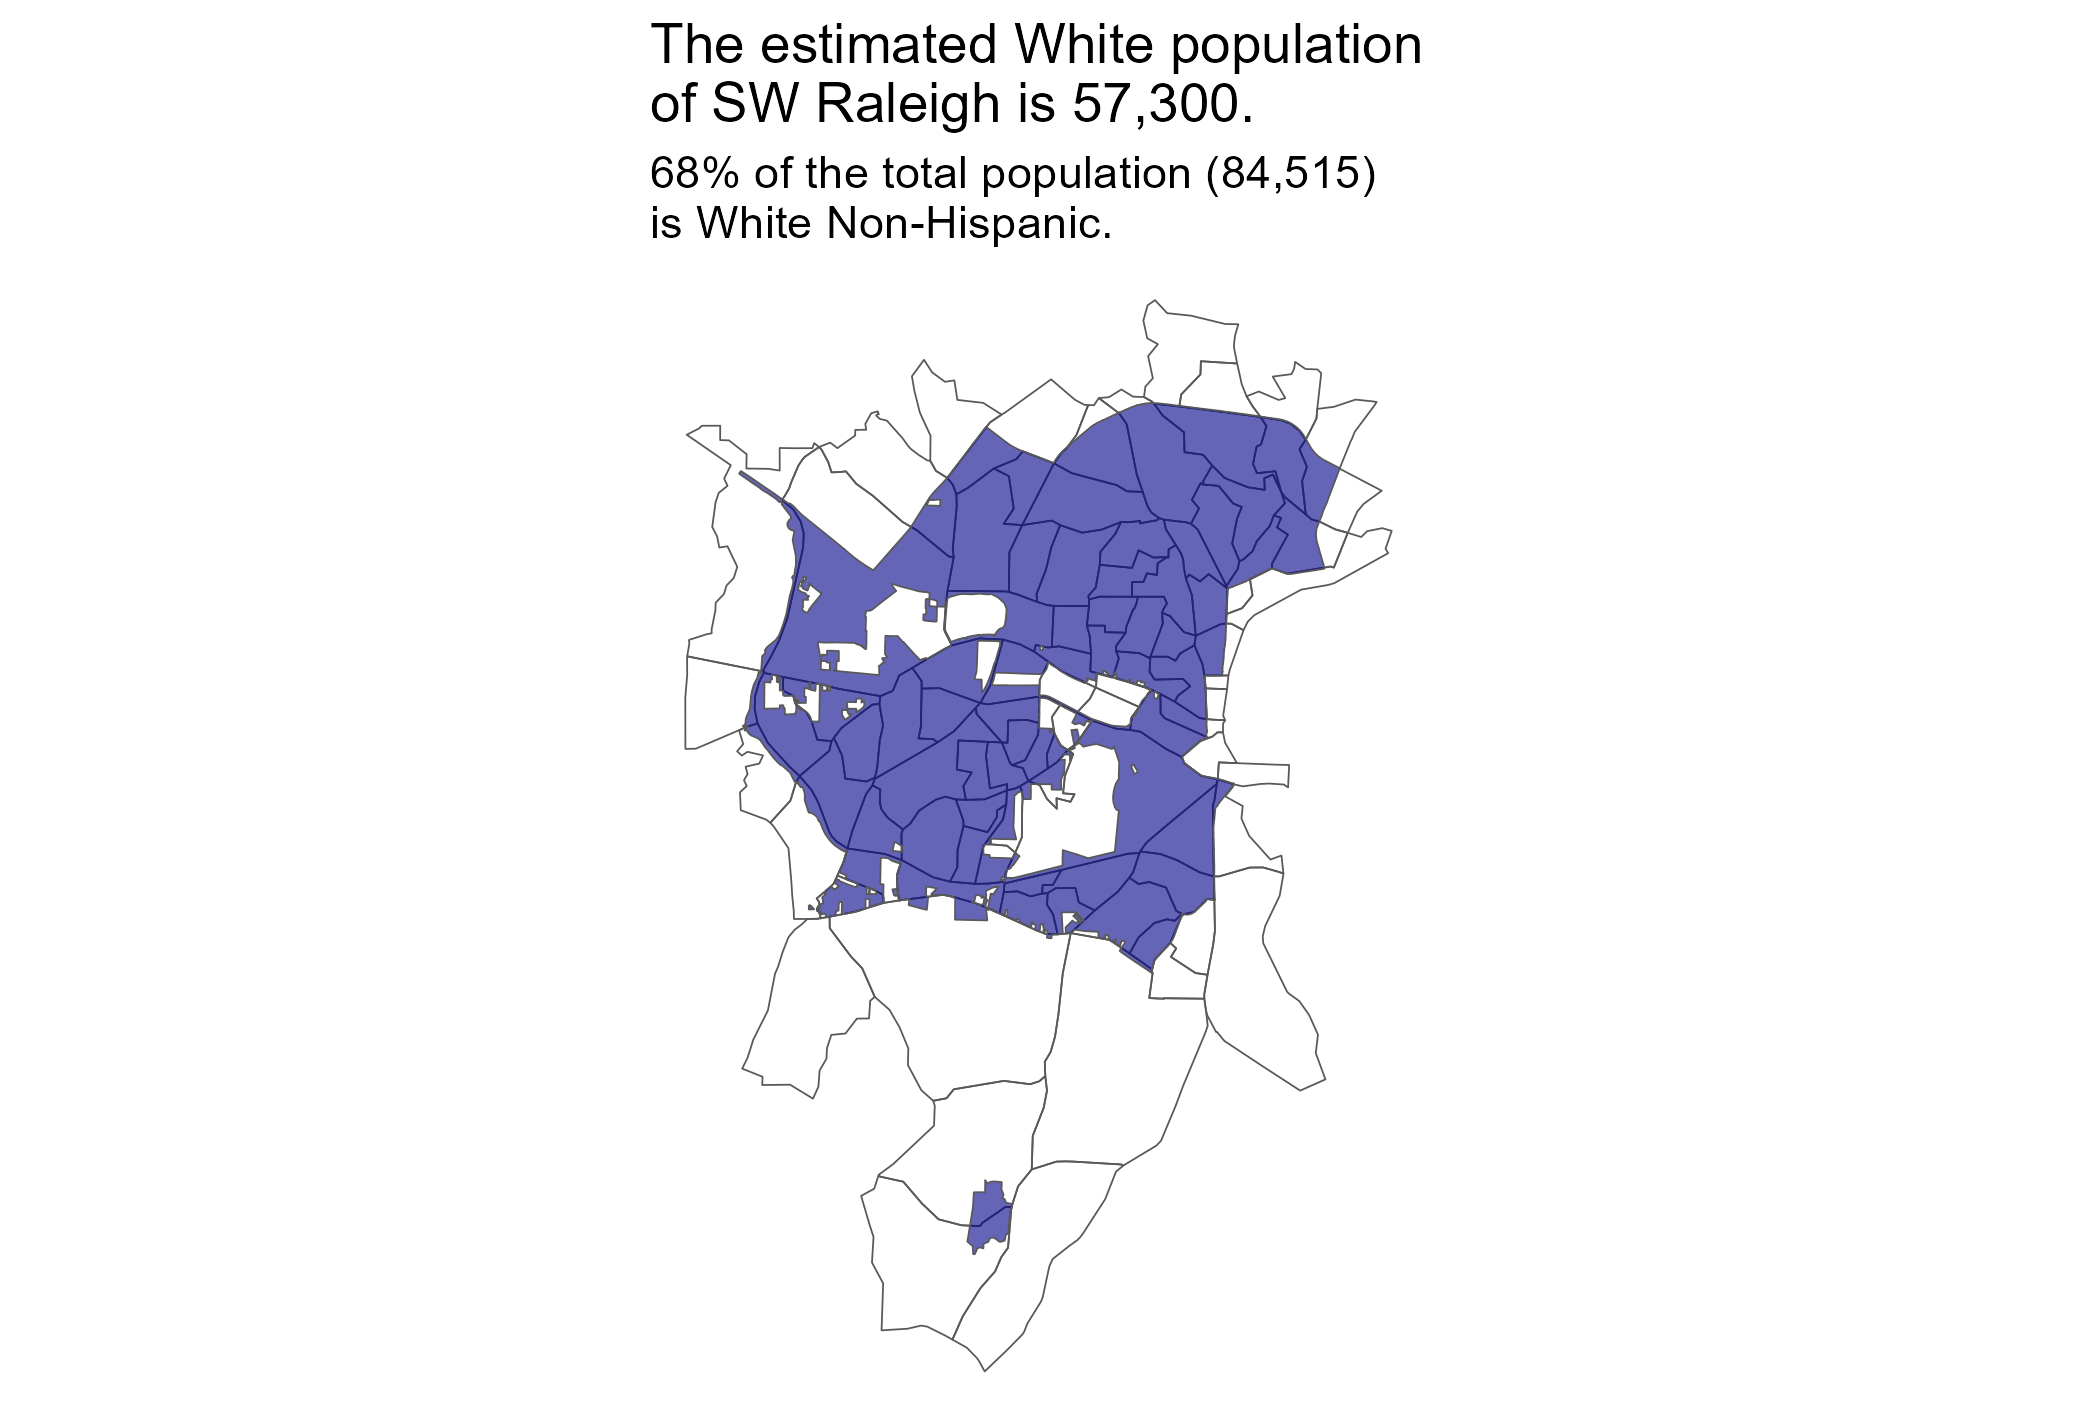 The estimated White population
of SW Raleigh is 57,300.
68% of the total population (84,515)
is White Non-Hispanic.